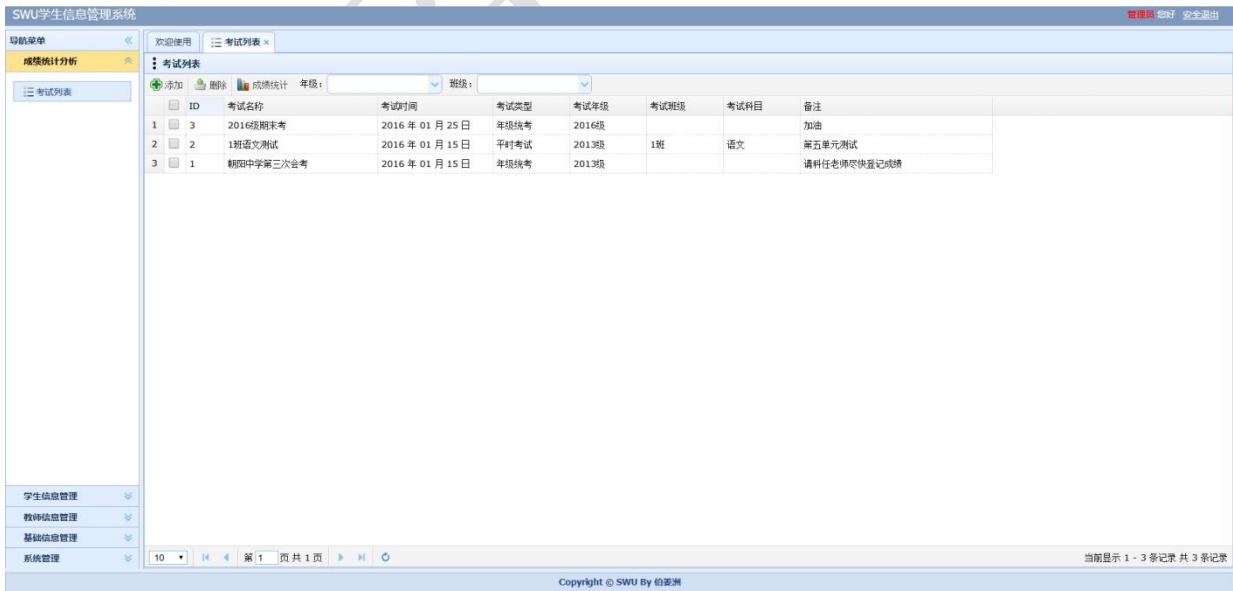 SWU学生信息管理系统
管理员 您好 安全退出
导航菜单
欢迎使用 考试列表
成绩统计分析
考试列表
考试列表
添加 删除 成绩统计 年级： 班级：
ID 考试名称 考试时间 考试类型 考试年级 考试班级 考试科目 备注
1 3 2016级期末考 2016 年 01 月 25 日 年级统考 2016级 加油
2 2 1班语文测试 2016 年 01 月 15 日 平时考试 2013级 1班 语文 第五单元测试
3 1 朝阳中学第三次会考 2016 年 01 月 15 日 年级统考 2013级 请科任老师尽快登记成绩
学生信息管理
教师信息管理
基础信息管理
系统管理
10 第 1 页 共 1 页 当前显示 1 - 3 条记录 共 3 条记录
Copyright © SWU By 伯姜洲